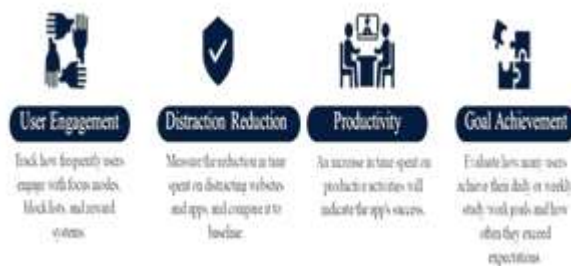 User Engagement
Track how frequently users
engage with focus modes,
block lists, and reward
systems.
Distraction Reduction
Measure the reduction in time
spent on distracting websites
and apps, and compare it to
baseline.
Productivity
An increase in time spent on
productive activities will
indicate the app's success.
Goal Achievement
Evaluate how many users
achieve their daily or weekly
study/work goals and how
often they exceed
expectations.